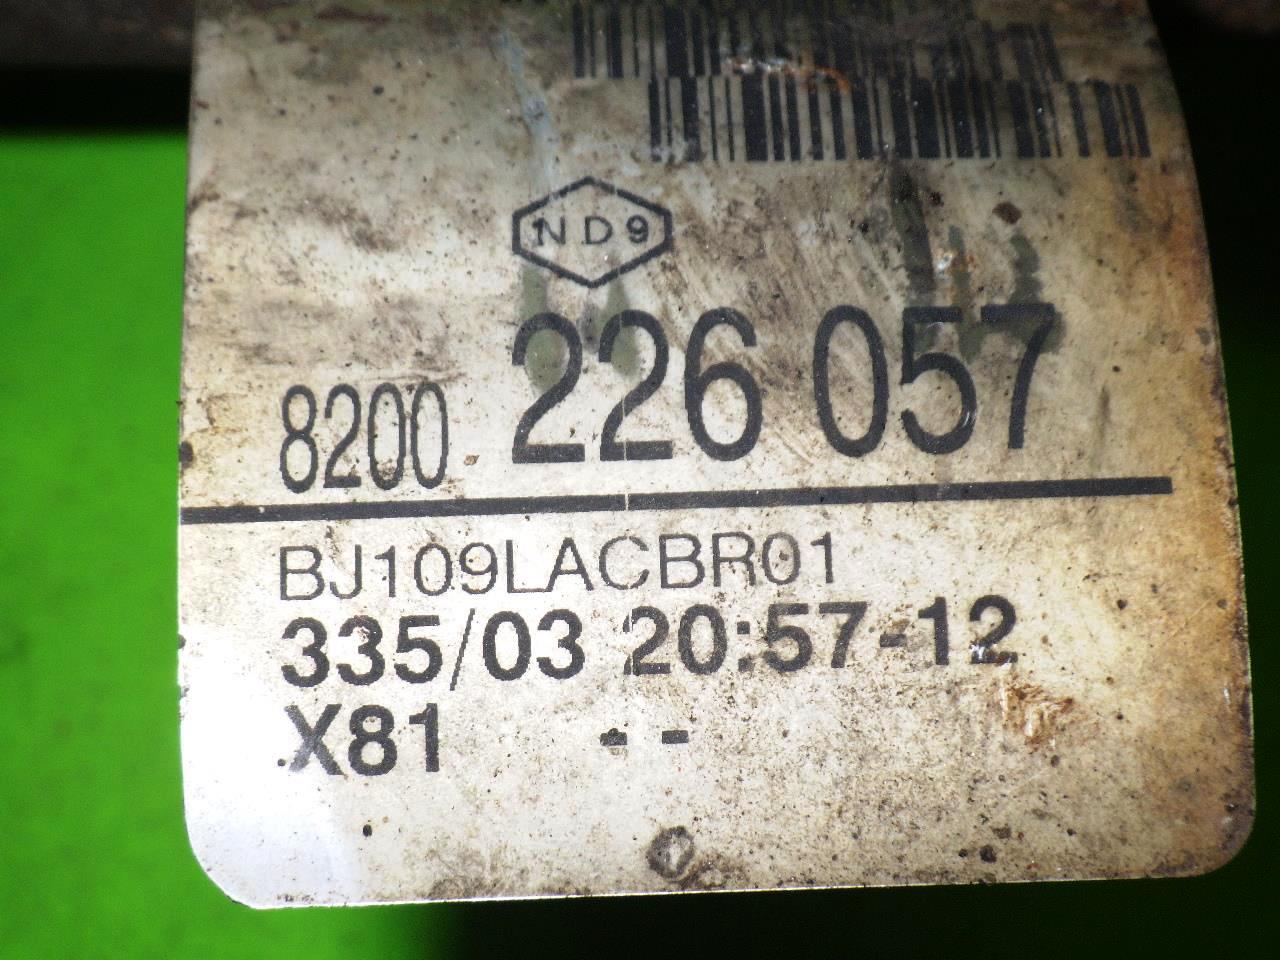 ND9
8200 226 057
BJ109LACBR01
335/03 20:57-12
X81 - -